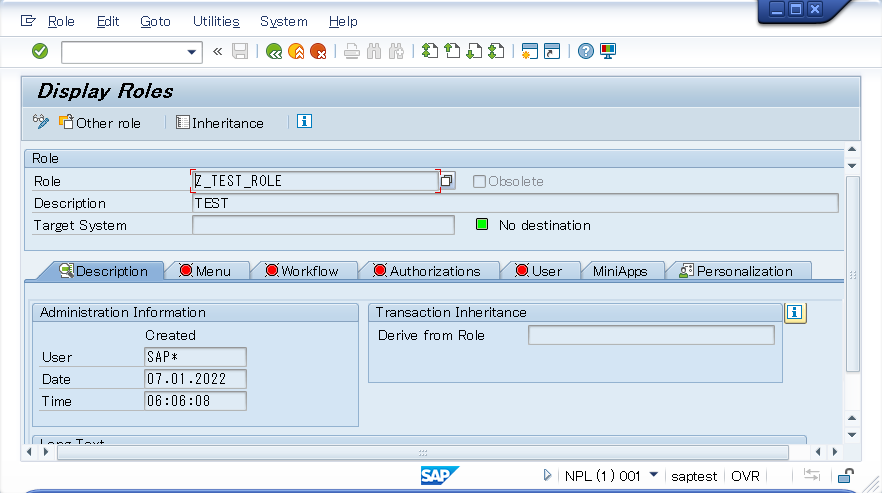 Role Edit Goto Utilities System Help
Display Roles
Other role Inheritance
Role
Role Z_TEST_ROLE Obsolete
Description TEST
Target System No destination
Description Menu Workflow Authorizations User MiniApps Personalization
Administration Information Transaction Inheritance
Created Derive from Role
User SAP*
Date 07.01.2022
Time 06:06:08
Long Text
SAP NPL (1) 001 saptest OVR